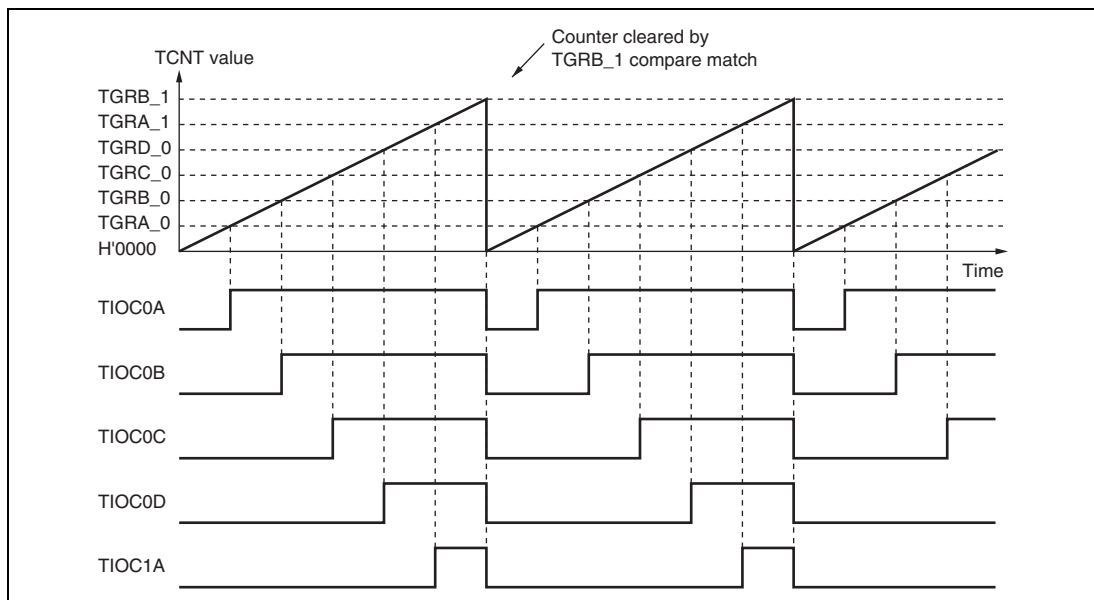 Counter cleared by
TGRB_1 compare match
TCNT value
TGRB_1
TGRA_1
TGRD_0
TGRC_0
TGRB_0
TGRA_0
H'0000
Time
TIOC0A
TIOC0B
TIOC0C
TIOC0D
TIOC1A